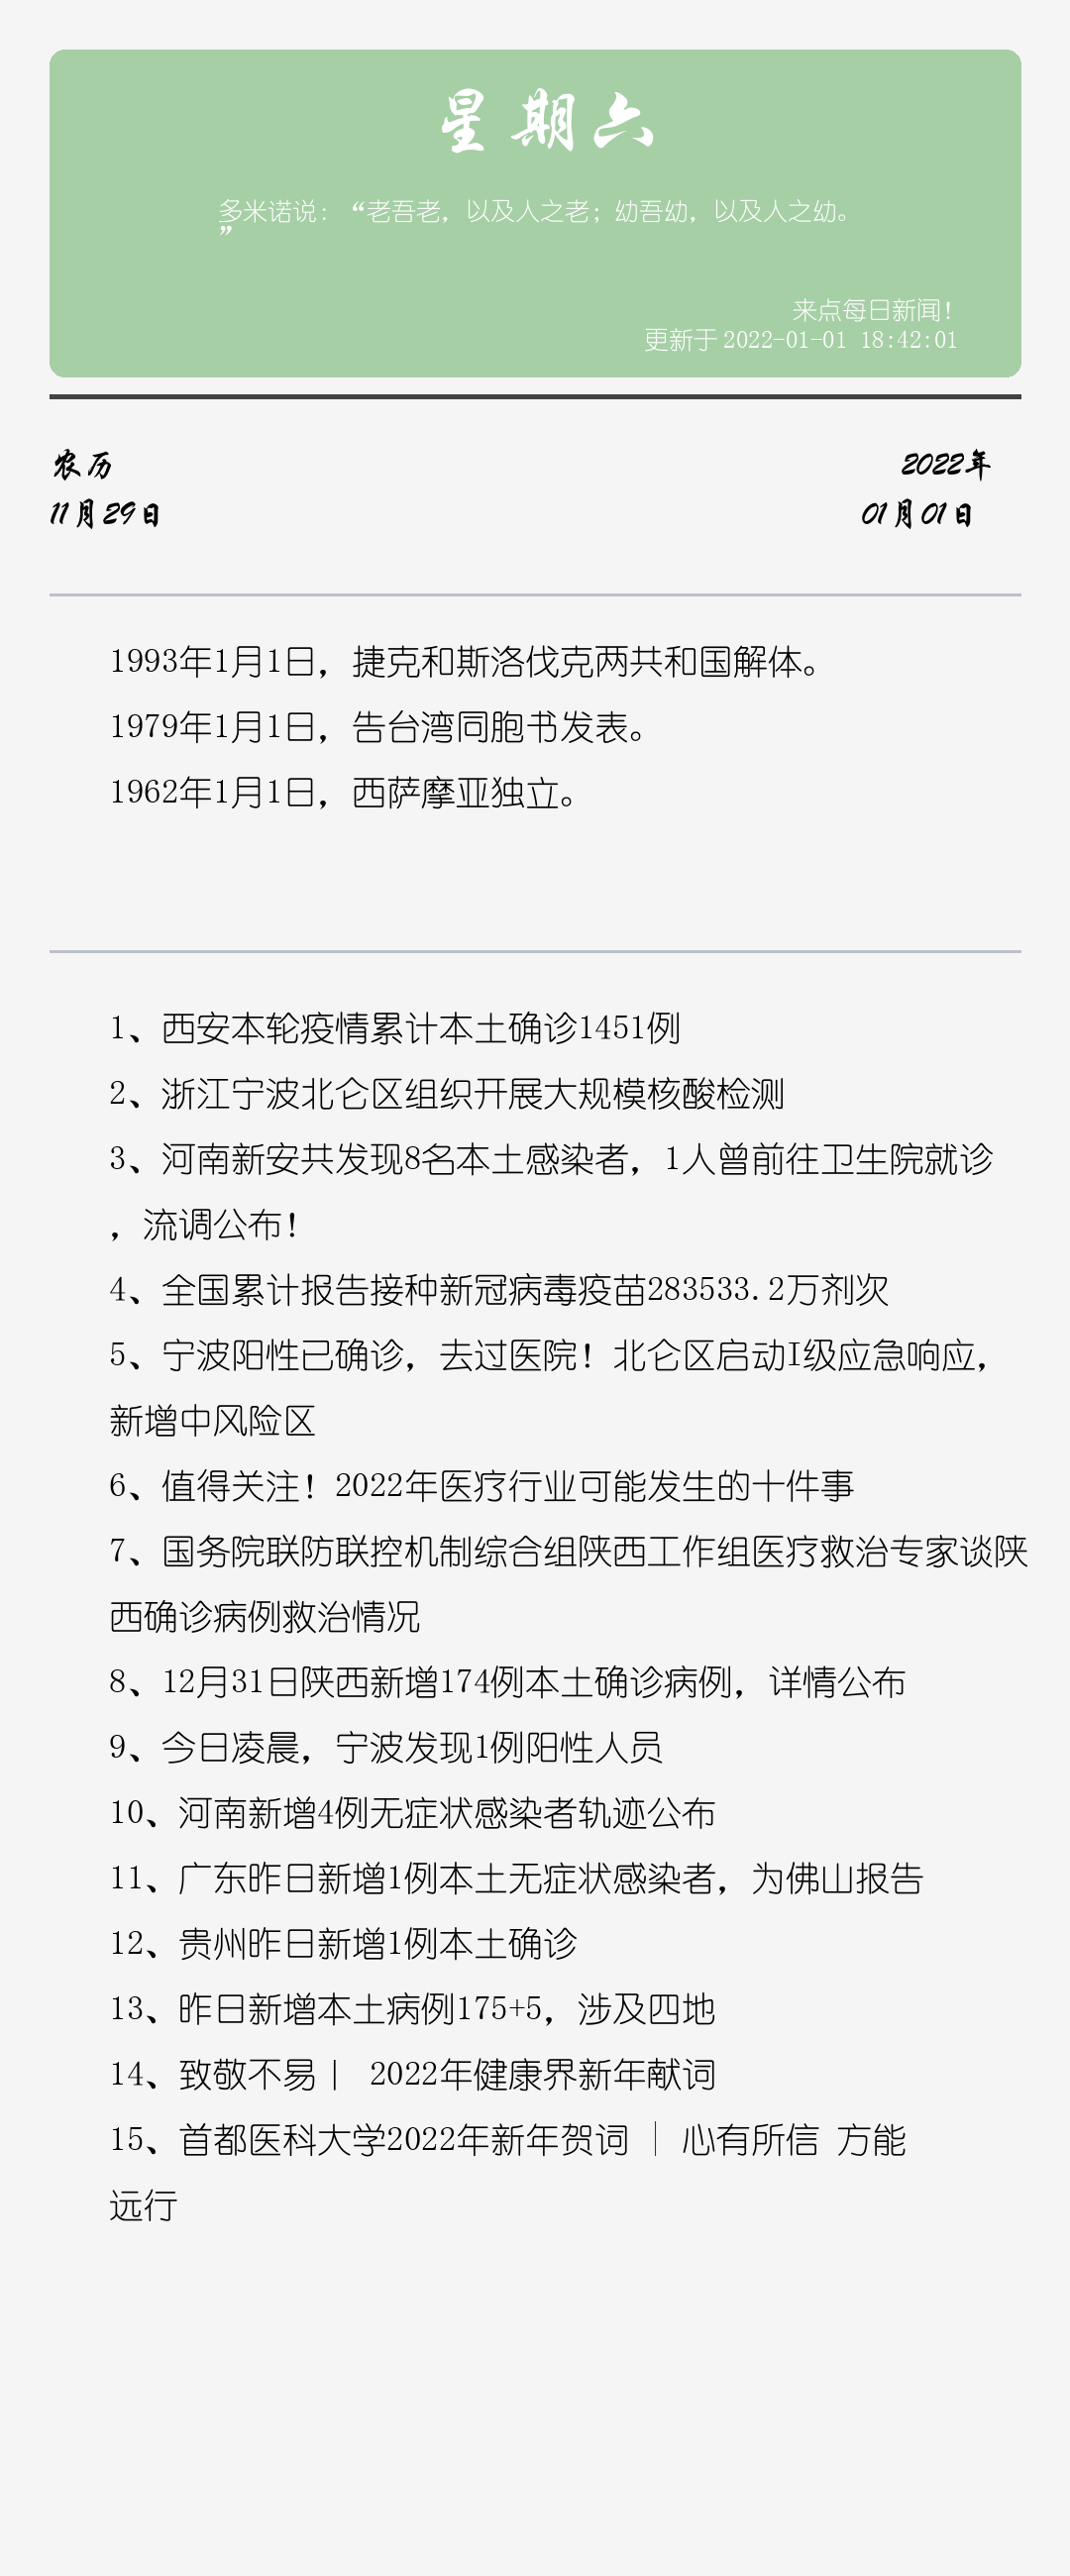 星期六
多米诺说：“老吾老，以及人之老；幼吾幼，以及人之幼。
”
来点每日新闻！
更新于 2022-01-01 18:42:01
农历
2022年
11月29日
01月01日
1993年1月1日，捷克和斯洛伐克两共和国解体。
1979年1月1日，告台湾同胞书发表。
1962年1月1日，西萨摩亚独立。
1、西安本轮疫情累计本土确诊1451例
2、浙江宁波北仑区组织开展大规模核酸检测
3、河南新安共发现8名本土感染者，1人曾前往卫生院就诊
，流调公布！
4、全国累计报告接种新冠病毒疫苗283533.2万剂次
5、宁波阳性已确诊，去过医院！北仑区启动I级应急响应，
新增中风险区
6、值得关注！2022年医疗行业可能发生的十件事
7、国务院联防联控机制综合组陕西工作组医疗救治专家谈陕
西确诊病例救治情况
8、12月31日陕西新增174例本土确诊病例，详情公布
9、今日凌晨，宁波发现1例阳性人员
10、河南新增4例无症状感染者轨迹公布
11、广东昨日新增1例本土无症状感染者，为佛山报告
12、贵州昨日新增1例本土确诊
13、昨日新增本土病例175+5，涉及四地
14、致敬不易｜ 2022年健康界新年献词
15、首都医科大学2022年新年贺词 │ 心有所信 方能
远行